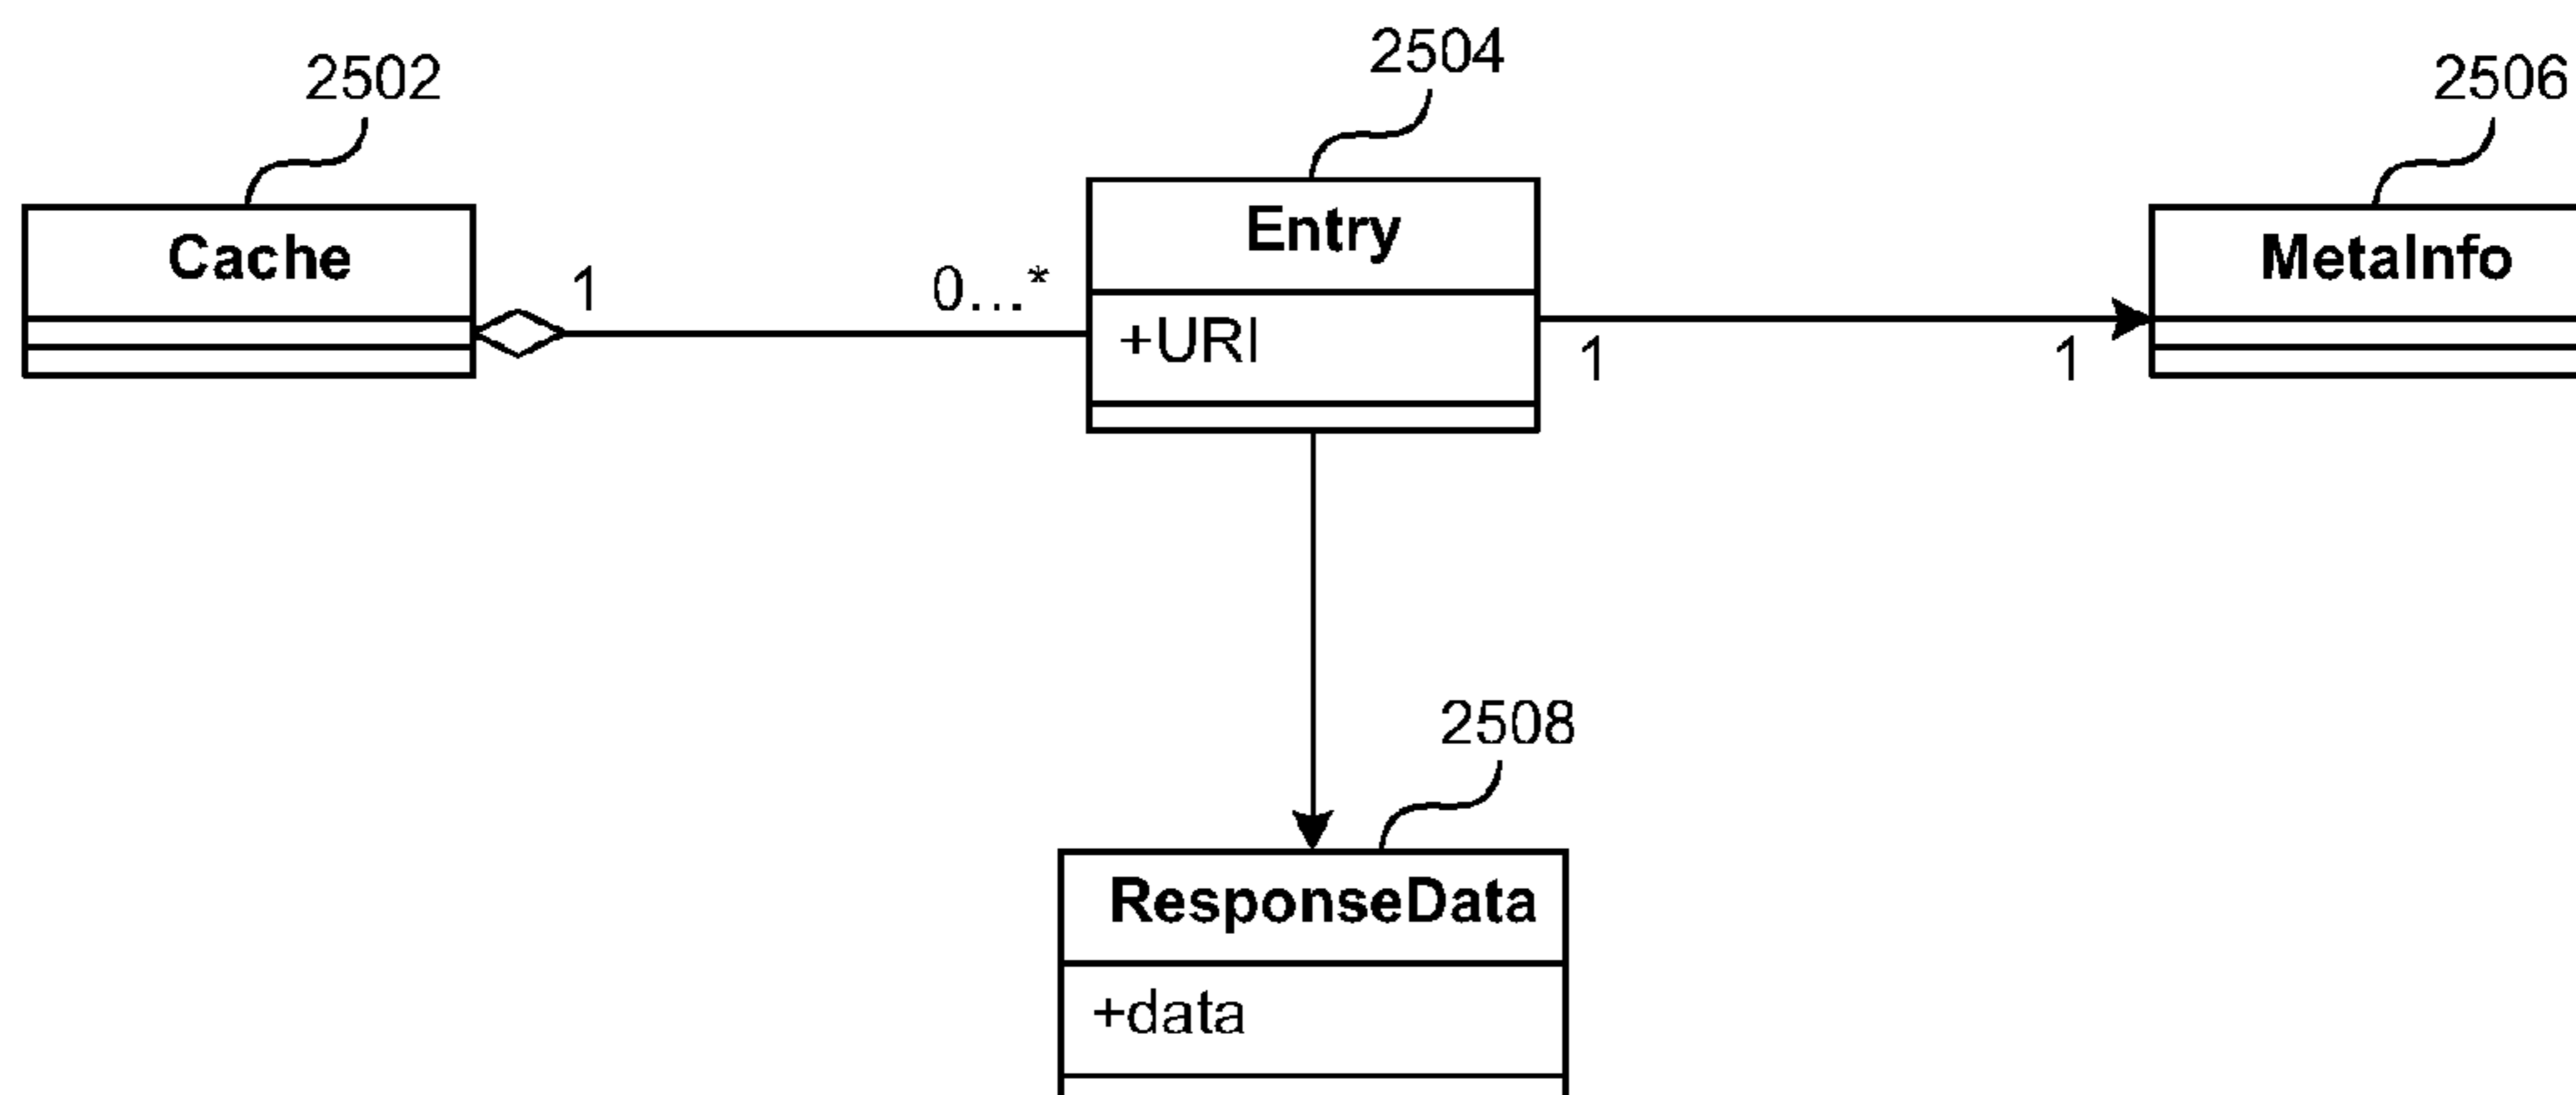 2504
2502
2506
Entry
Cache
MetaInfo
1
0...*
+URI
1
1
2508
ResponseData
+data